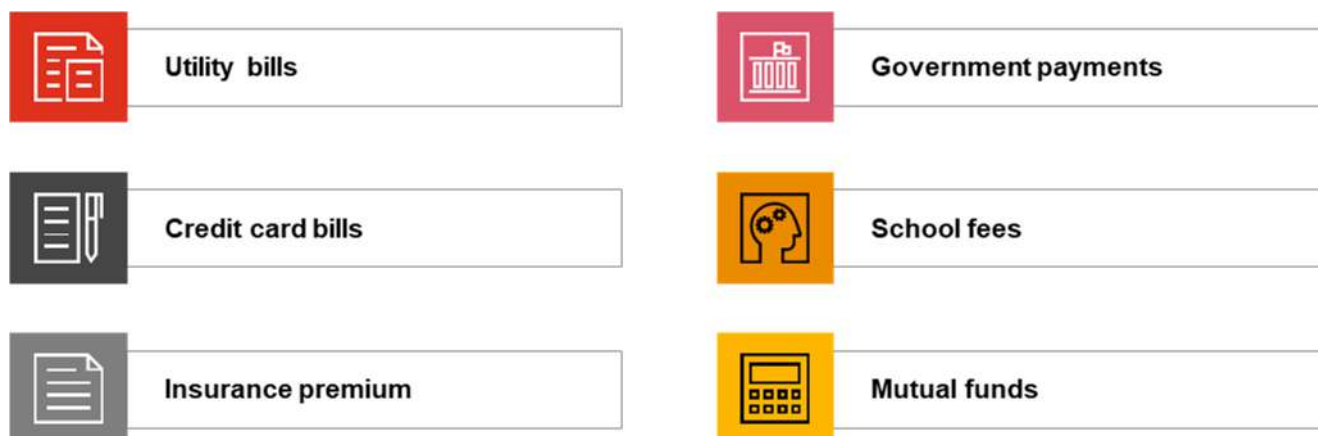 Utility bills
Government payments
Credit card bills
School fees
Insurance premium
Mutual funds